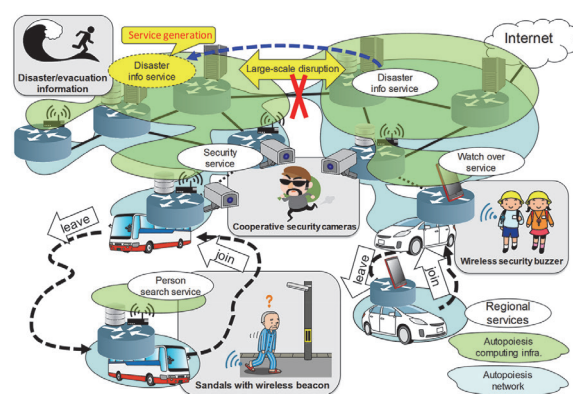 Service generation
Internet
Disaster
info service
Large-scale disruption
Disaster
info service
Disaster/evacuation
information
Security
service
Watch over
service
Cooperative security cameras
Wireless security buzzer
leave
join
leave
join
Person
search service
?
Regional
services
Sandals with wireless beacon
Autopoiesis
computing infra.
Autopoiesis
network